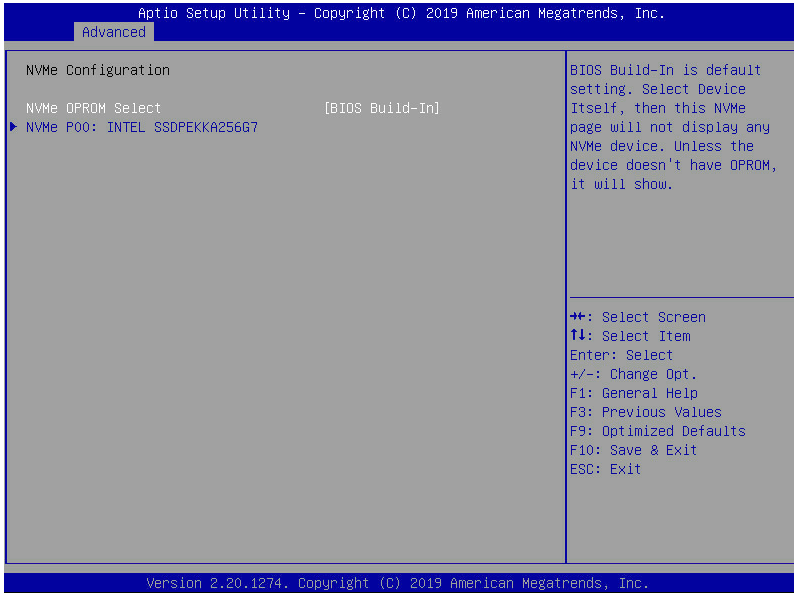 Aptio Setup Utility – Copyright (C) 2019 American Megatrends, Inc.
Advanced
NVMe Configuration
NVMe OPROM Select [BIOS Build-In]
NVMe P00: INTEL SSDPEKKA256G7
BIOS Build-In is default
setting. Select Device
Itself, then this NVMe
page will not display any
NVMe device. Unless the
device doesn't have OPROM,
it will show.
→←: Select Screen
↑↓: Select Item
Enter: Select
+/-: Change Opt.
F1: General Help
F3: Previous Values
F9: Optimized Defaults
F10: Save & Exit
ESC: Exit
Version 2.20.1274. Copyright (C) 2019 American Megatrends, Inc.